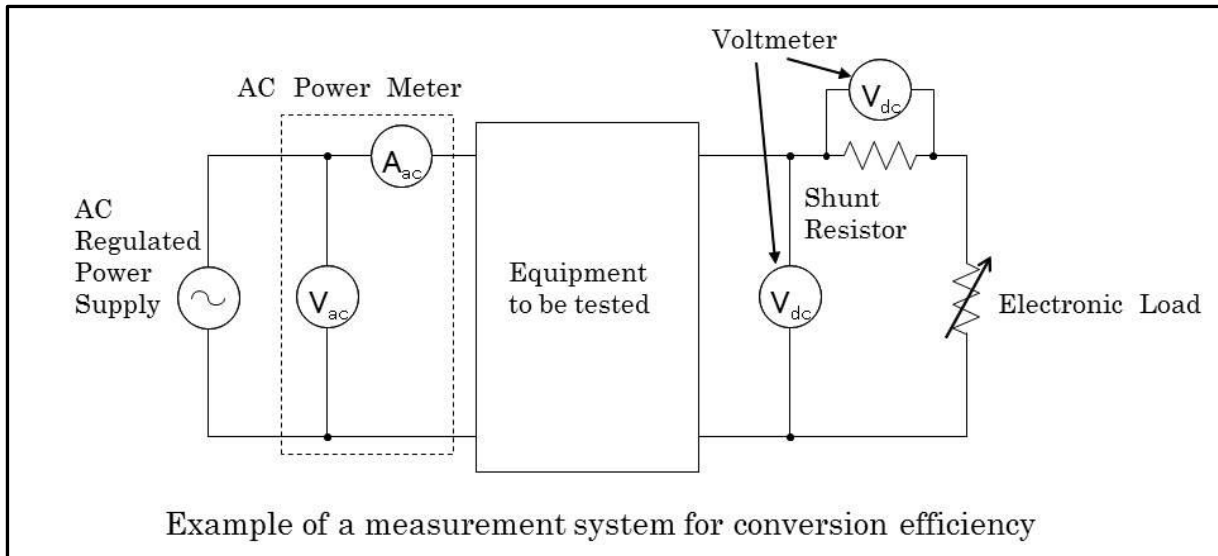 Voltmeter
AC Power Meter
Vdc
Aac
Shunt
Resistor
AC
Regulated
Power
Supply
Vac
Equipment
to be tested
Vdc
Electronic Load
Example of a measurement system for conversion efficiency